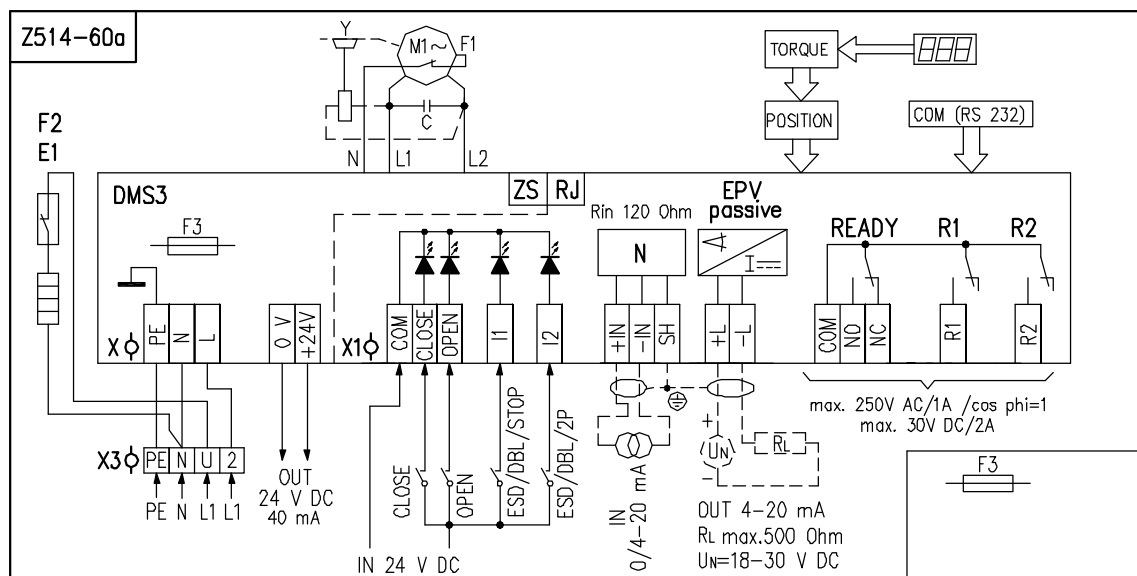 Z514-60a
Y
M1 ~
F1
C
N
L1
L2
TORQUE
POSITION
COM (RS 232)
F2
E1
DMS3
F3
ZS
RJ
Rin 120 Ohm
N
EPV
passive
I
READY
R1
R2
X
PE
N
L
0 V
+24V
X1
COM
CLOSE
OPEN
I1
I2
+IN
-IN
SH
+L
-L
COM
NO
NC
R1
R2
max. 250V AC/1A /cos phi=1
max. 30V DC/2A
X3
PE
N
U
2
PE
N
L1
L1
OUT
24 V DC
40 mA
CLOSE
OPEN
ESD/DBL/STOP
ESD/DBL/2P
IN 24 V DC
IN
0/4-20 mA
+
UN
-
RL
OUT 4-20 mA
RL max.500 Ohm
UN=18-30 V DC
F3